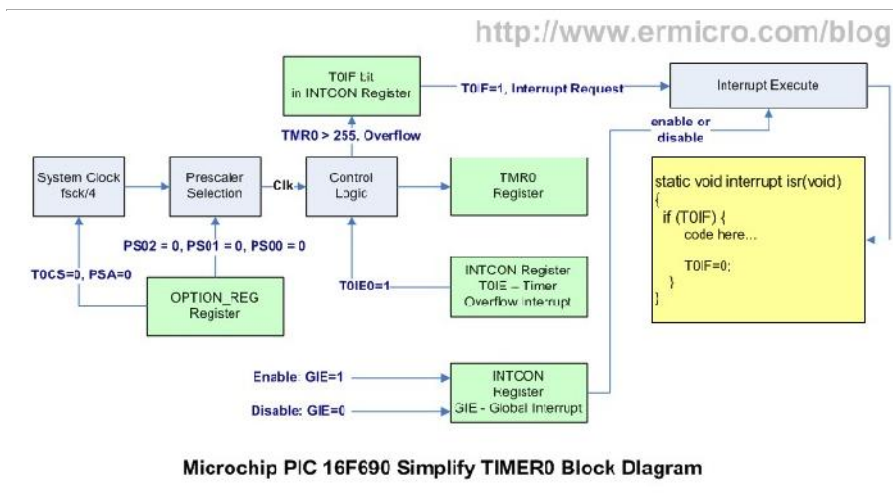 http://www.ermicro.com/blog
T0IF bit
in INTCON Register
T0IF=1, Interrupt Request
Interrupt Execute
enable or
disable
TMR0 > 255, Overflow
System Clock
fsck/4
Prescaler
Selection
Clk
Control
Logic
TMR0
Register
static void interrupt isr(void)
{
if (T0IF) {
code here...
T0IF=0;
}
}
PS02 = 0, PS01 = 0, PS00 = 0
T0CS=0, PSA=0
OPTION_REG
Register
T0IE0=1
INTCON Register
T0IE – Timer
Overflow Interrupt
Enable: GIE=1
Disable: GIE=0
INTCON
Register
GIE - Global Interrupt
Microchip PIC 16F690 Simplify TIMER0 Block DIagram